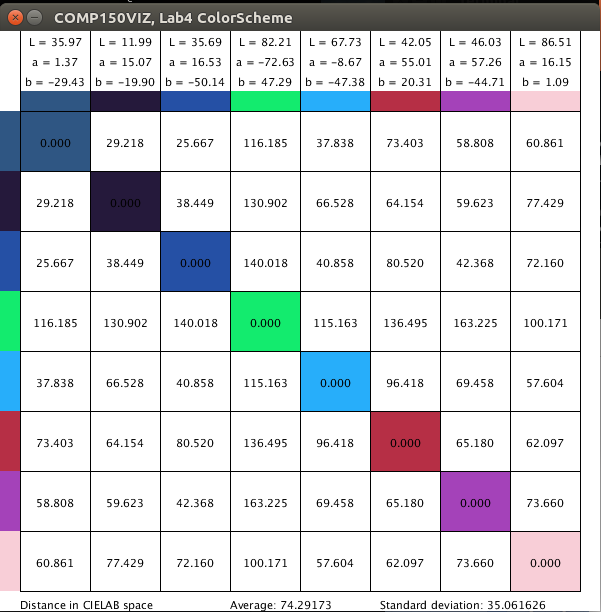 COMP150VIZ, Lab4 ColorScheme
L = 35.97 L = 11.99 L = 35.69 L = 82.21 L = 67.73 L = 42.05 L = 46.03 L = 86.51
a = 1.37 a = 15.07 a = 16.53 a = -72.63 a = -8.67 a = 55.01 a = 57.26 a = 16.15
b = -29.43 b = -19.90 b = -50.14 b = 47.29 b = -47.38 b = 20.31 b = -44.71 b = 1.09
0.000 29.218 25.667 116.185 37.838 73.403 58.808 60.861
29.218 0.000 38.449 130.902 66.528 64.154 59.623 77.429
25.667 38.449 0.000 140.018 40.858 80.520 42.368 72.160
116.185 130.902 140.018 0.000 115.163 136.495 163.225 100.171
37.838 66.528 40.858 115.163 0.000 96.418 69.458 57.604
73.403 64.154 80.520 136.495 96.418 0.000 65.180 62.097
58.808 59.623 42.368 163.225 69.458 65.180 0.000 73.660
60.861 77.429 72.160 100.171 57.604 62.097 73.660 0.000
Distance in CIELAB space Average: 74.29173 Standard deviation: 35.061626